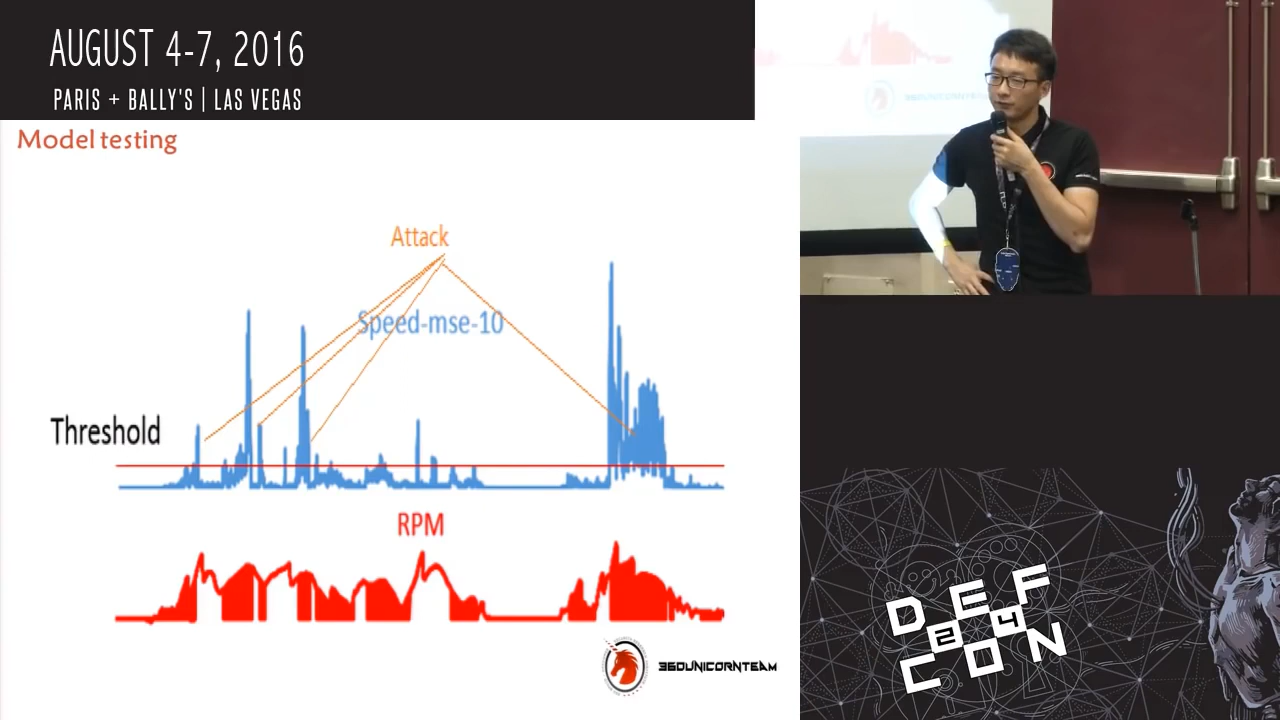 AUGUST 4-7, 2016
PARIS + BALLY'S | LAS VEGAS
Model testing
Attack
Speed-mse-10
Threshold
RPM
360UNICORNTEAM
DEF
24
CON